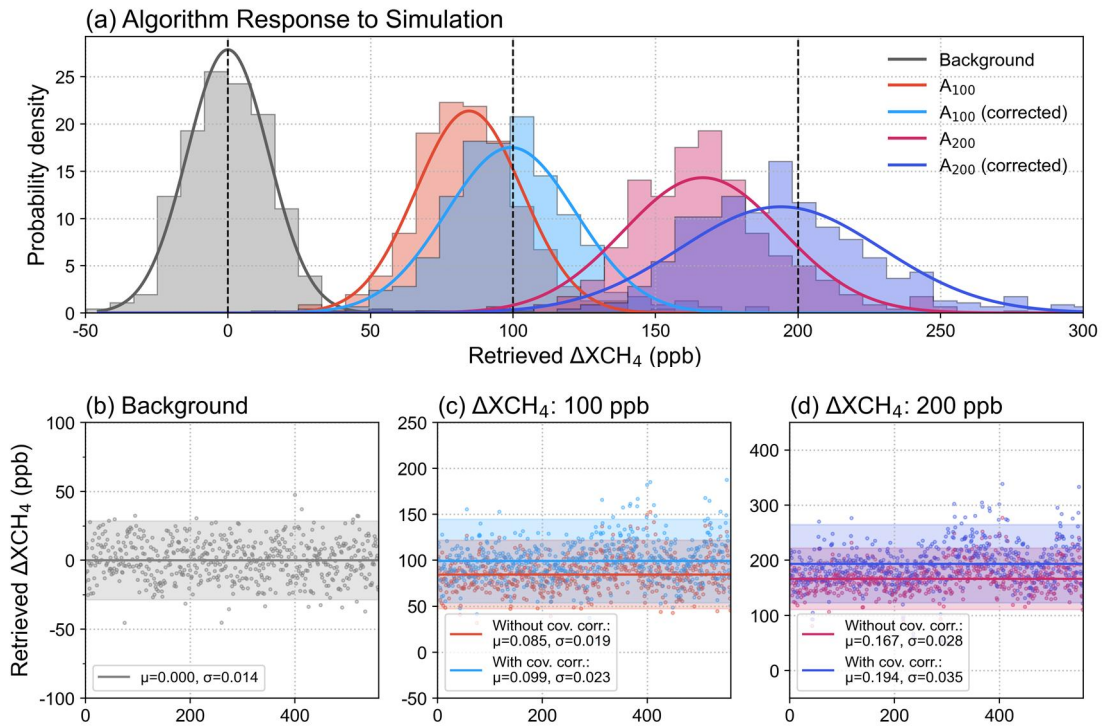 (a) Algorithm Response to Simulation
Probability density
25
20
15
10
5
0
-50
0
50
100
150
200
250
300
Retrieved ΔXCH₄ (ppb)
Background
A₁₀₀
A₁₀₀ (corrected)
A₂₀₀
A₂₀₀ (corrected)
(b) Background
Retrieved ΔXCH₄ (ppb)
100
50
0
-50
-100
μ=0.000, σ=0.014
0
200
400
(c) ΔXCH₄: 100 ppb
250
200
150
100
50
0
-50
Without cov. corr.:
μ=0.085, σ=0.019
With cov. corr.:
μ=0.099, σ=0.023
0
200
400
(d) ΔXCH₄: 200 ppb
400
300
200
100
0
Without cov. corr.:
μ=0.167, σ=0.028
With cov. corr.:
μ=0.194, σ=0.035
0
200
400